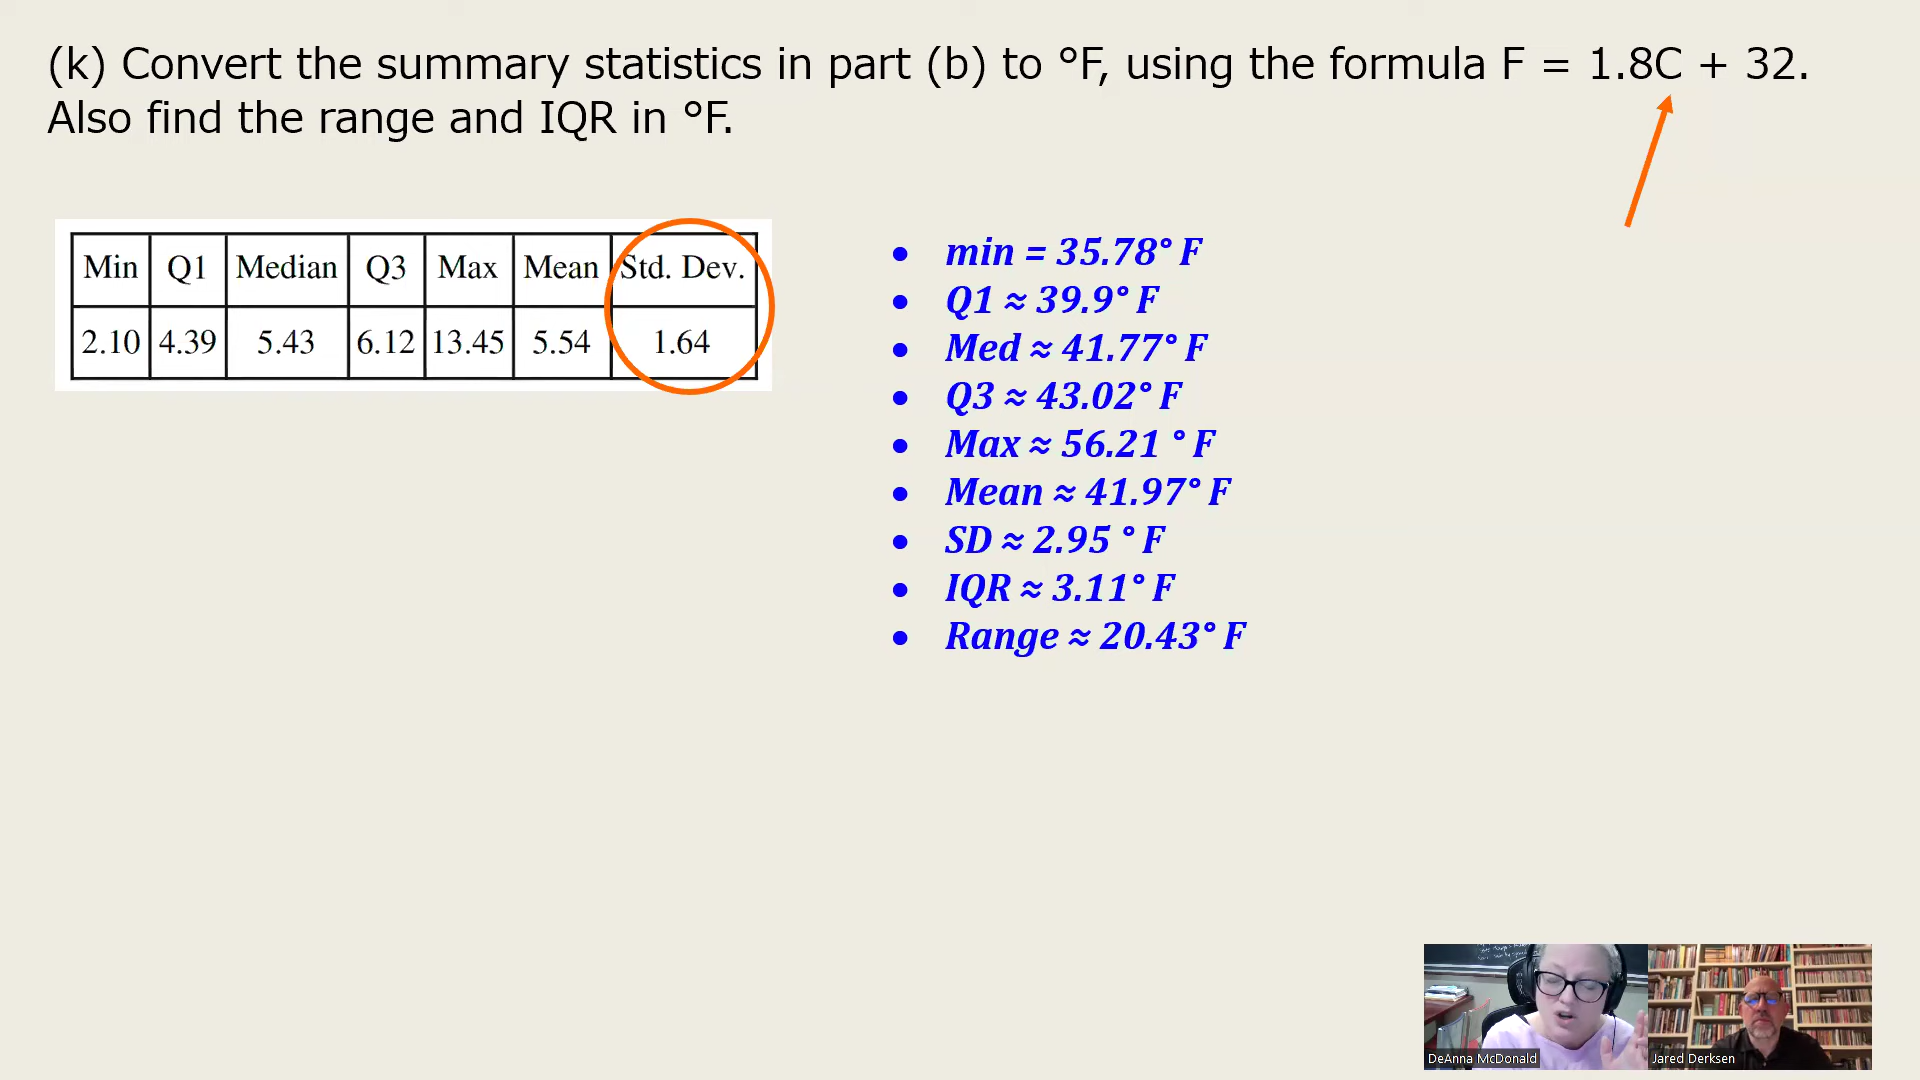 (k) Convert the summary statistics in part (b) to °F, using the formula F = 1.8C + 32.
Also find the range and IQR in °F.
Min Q1 Median Q3 Max Mean Std. Dev.
2.10 4.39 5.43 6.12 13.45 5.54 1.64
• min = 35.78° F
• Q1 ≈ 39.9° F
• Med ≈ 41.77° F
• Q3 ≈ 43.02° F
• Max ≈ 56.21 ° F
• Mean ≈ 41.97° F
• SD ≈ 2.95 ° F
• IQR ≈ 3.11° F
• Range ≈ 20.43° F
DeAnna McDonald
Jared Derksen